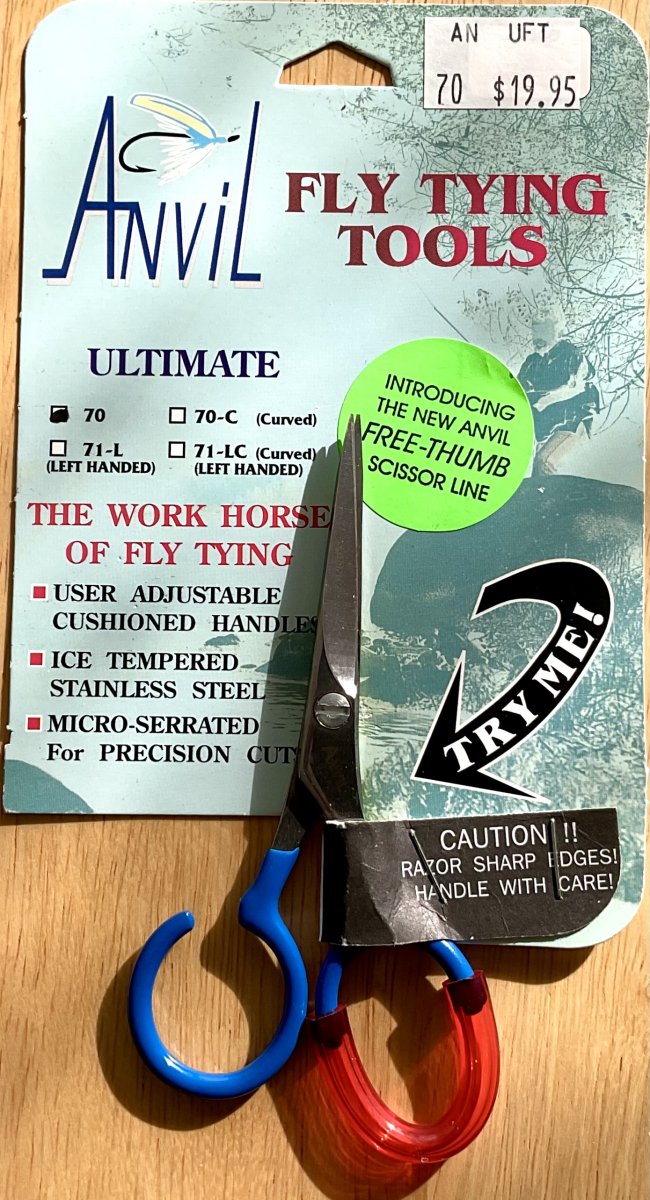 AN UFT
70 $19.95
ANVIL
FLY TYING
TOOLS
ULTIMATE
70
70-C (Curved)
71-L
(LEFT HANDED)
71-LC (Curved)
(LEFT HANDED)
INTRODUCING
THE NEW ANVIL
FREE-THUMB
SCISSOR LINE
THE WORK HORSE
OF FLY TYING
USER ADJUSTABLE
CUSHIONED HANDLES
ICE TEMPERED
STAINLESS STEEL
MICRO-SERRATED
For PRECISION CUTS
TRY ME!
CAUTION !!
RAZOR SHARP EDGES!
HANDLE WITH CARE!